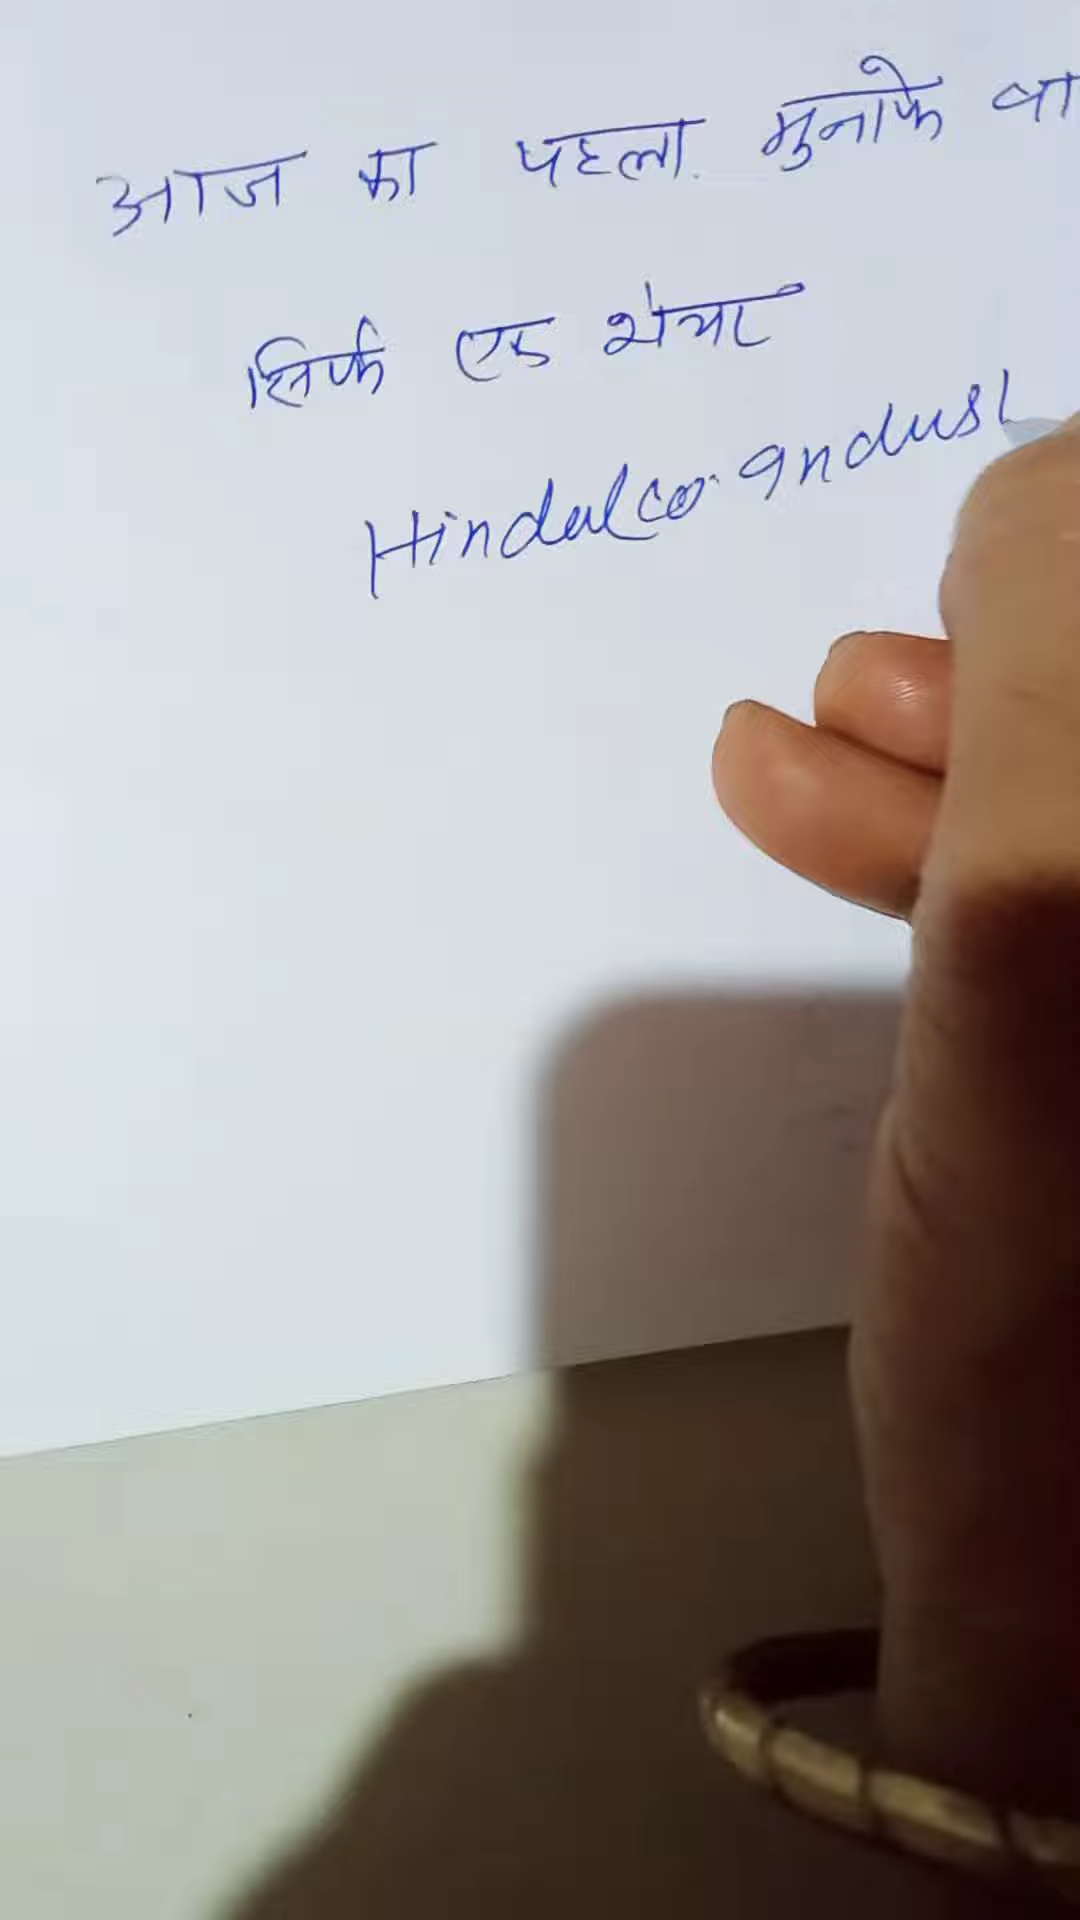 आज का पहला मुनाफे वा
सिर्फ एक शेयर
Hindalco Indust